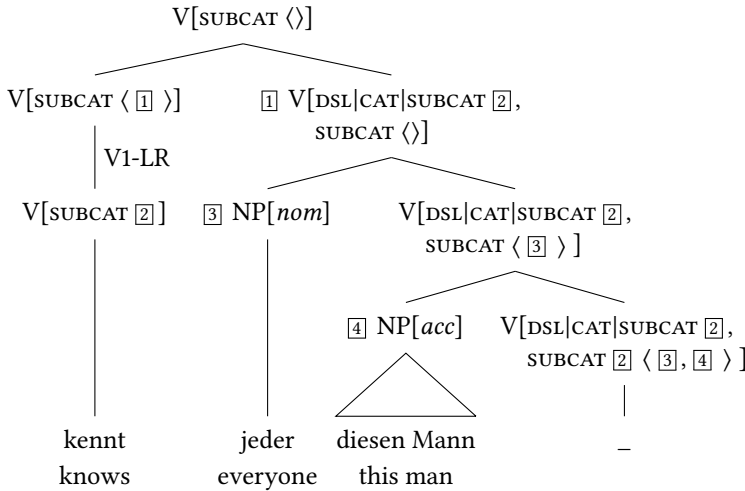 V[SUBCAT ⟨⟩]
V[SUBCAT ⟨ 1 ⟩] 1 V[DSL|CAT|SUBCAT 2,
SUBCAT ⟨⟩]
V1-LR
V[SUBCAT 2] 3 NP[nom] V[DSL|CAT|SUBCAT 2,
SUBCAT ⟨ 3 ⟩ ]
4 NP[acc] V[DSL|CAT|SUBCAT 2,
SUBCAT 2 ⟨ 3, 4 ⟩ ]
kennt jeder diesen Mann _
knows everyone this man